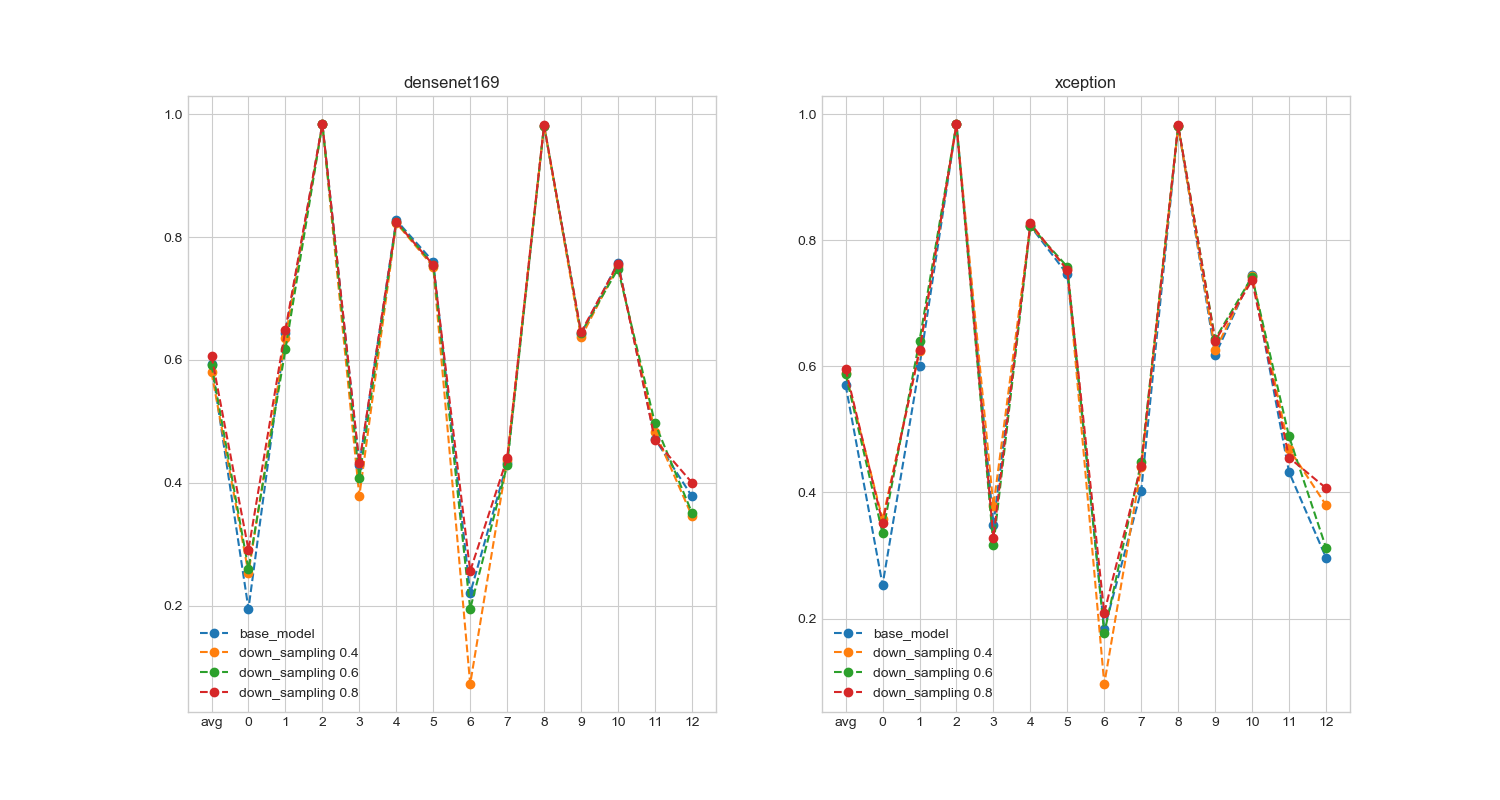 densenet169
1.0
0.8
0.6
0.4
0.2
base_model
down_sampling 0.4
down_sampling 0.6
down_sampling 0.8
avg 0 1 2 3 4 5 6 7 8 9 10 11 12
xception
1.0
0.8
0.6
0.4
0.2
base_model
down_sampling 0.4
down_sampling 0.6
down_sampling 0.8
avg 0 1 2 3 4 5 6 7 8 9 10 11 12